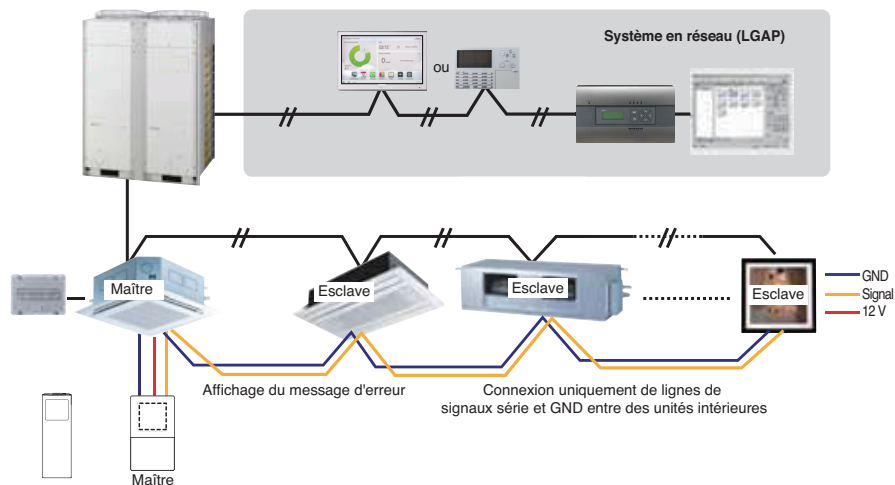 Système en réseau (LGAP)
ou
Maître
Esclave
Esclave
Esclave
GND
Signal
12 V
Affichage du message d'erreur
Connexion uniquement de lignes de
signaux série et GND entre des unités intérieures
Maître